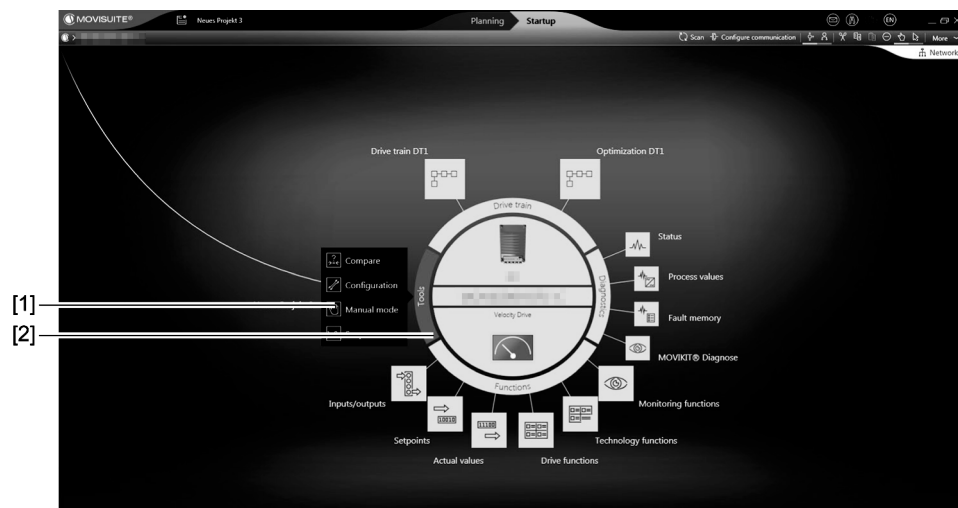 MOVISUITE®
Neues Projekt 3
Planning
Startup
EN
Scan
Configure communication
More
Network
Drive train DT1
Optimization DT1
Drive train
Status
Compare
Configuration
Tools
Diagnostics
Process values
[1]
Manual mode
Velocity Drive
Fault memory
[2]
MOVIKIT® Diagnose
Functions
Inputs/outputs
Monitoring functions
Setpoints
10010
11100
Technology functions
Actual values
Drive functions